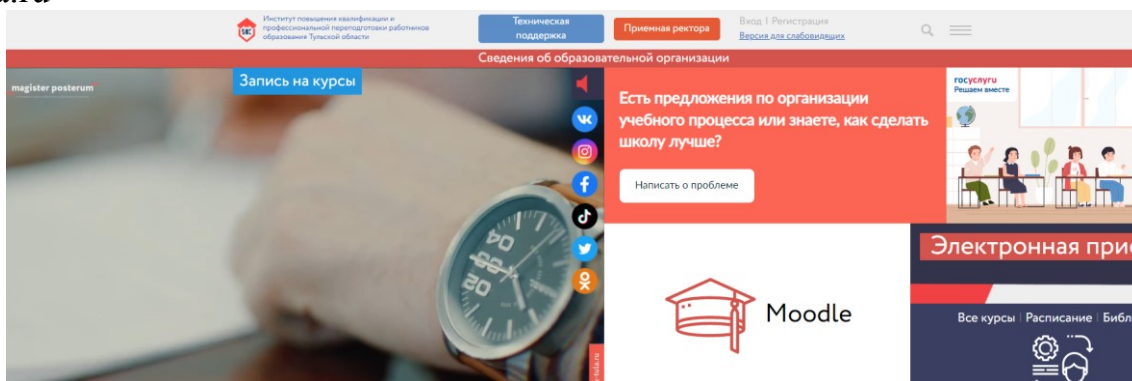 Институт повышения квалификации и
профессиональной переподготовки работников
образования Тульской области
Техническая
поддержка
Приемная ректора
Вход | Регистрация
Версия для слабовидящих
Сведения об образовательной организации
magister posterum
Запись на курсы
Есть предложения по организации
учебного процесса или знаете, как сделать
школу лучше?
Написать о проблеме
госуслуги
Решаем вместе
Moodle
Электронная
Все курсы | Расписание |